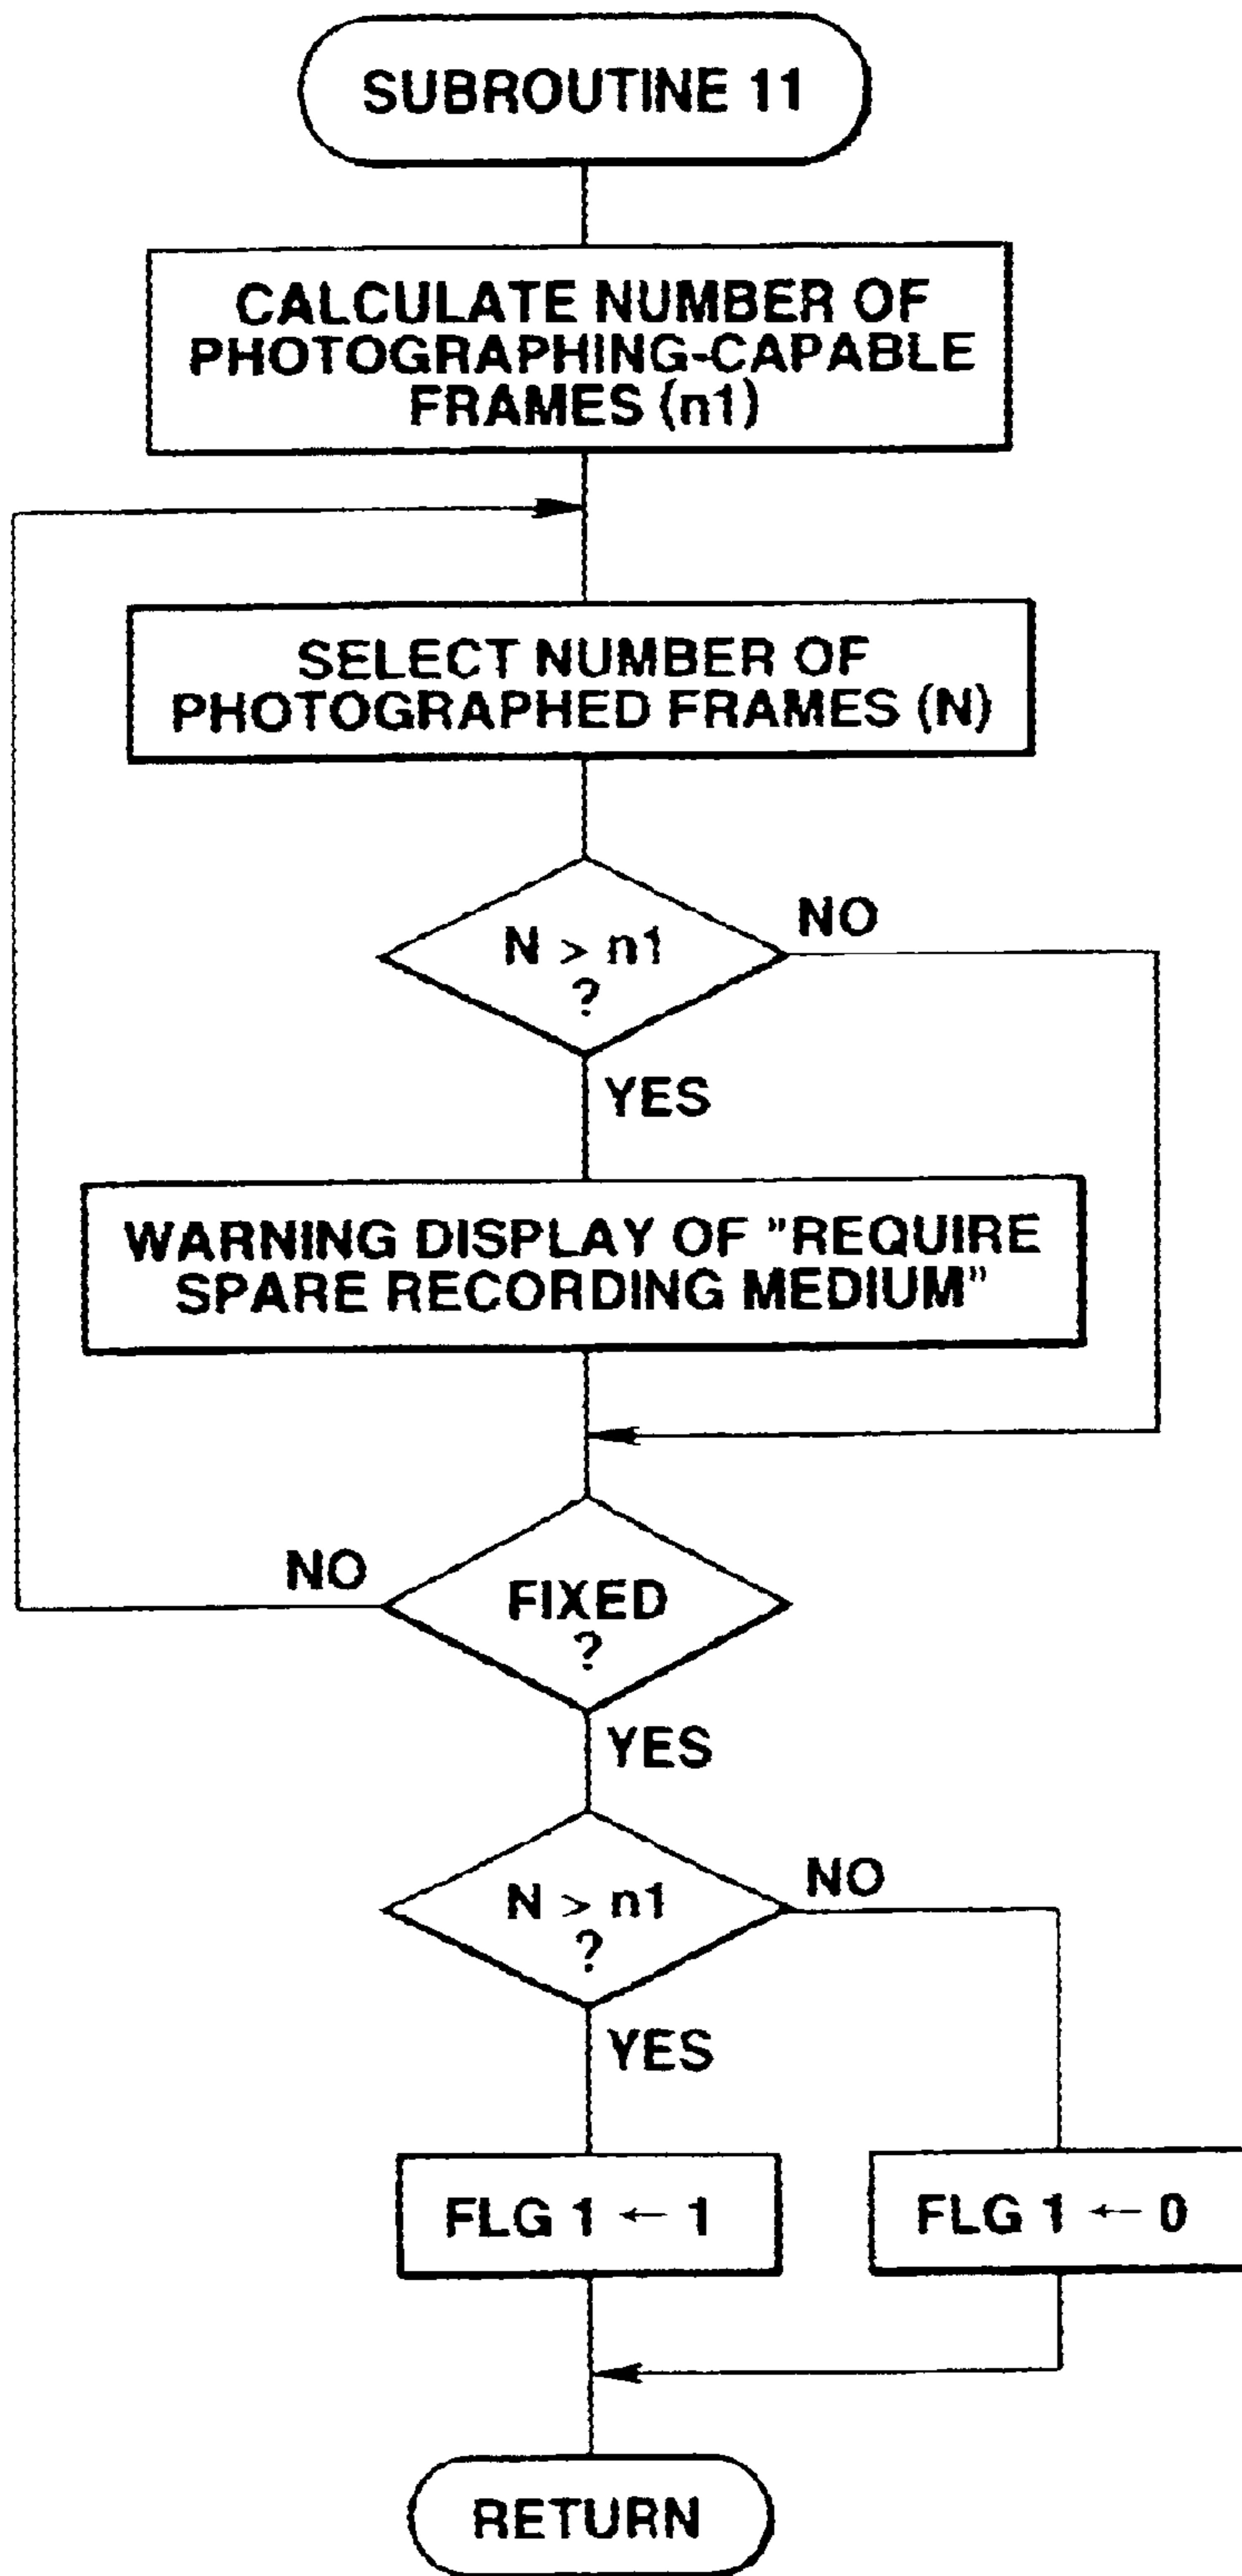 SUBROUTINE 11
CALCULATE NUMBER OF
PHOTOGRAPHING-CAPABLE
FRAMES (n1)
SELECT NUMBER OF
PHOTOGRAPHED FRAMES (N)
N > n1
?
NO
YES
WARNING DISPLAY OF "REQUIRE
SPARE RECORDING MEDIUM"
NO
FIXED
?
YES
N > n1
?
NO
YES
FLG 1 ← 1
FLG 1 ← 0
RETURN